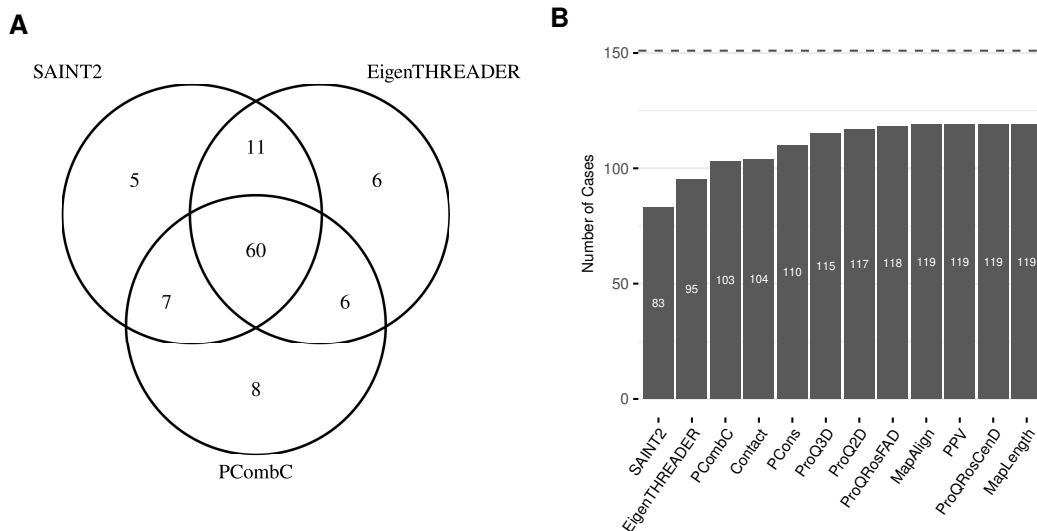 A
SAINT2
EigenTHREADER
11
5
6
60
7
6
8
PCombC
B
150
100
50
0
Number of Cases
83
95
103
104
110
115
117
118
119
119
119
119
SAINT2
EigenTHREADER
PCombC
Contact
PCons
ProQ3D
ProQ2D
ProQRosFAD
MapAlign
PPV
ProQRosCenD
MapLength